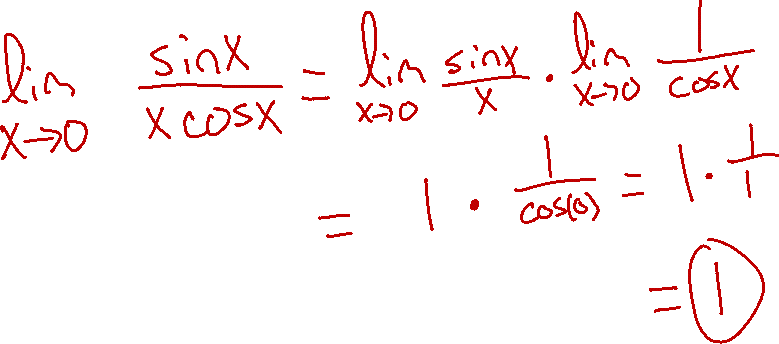 lim x→0 sinx / x cosx = lim x→0 sinx / x · lim x→0 1 / cosx
= 1 · 1 / cos(0) = 1 · 1 / 1
= 1